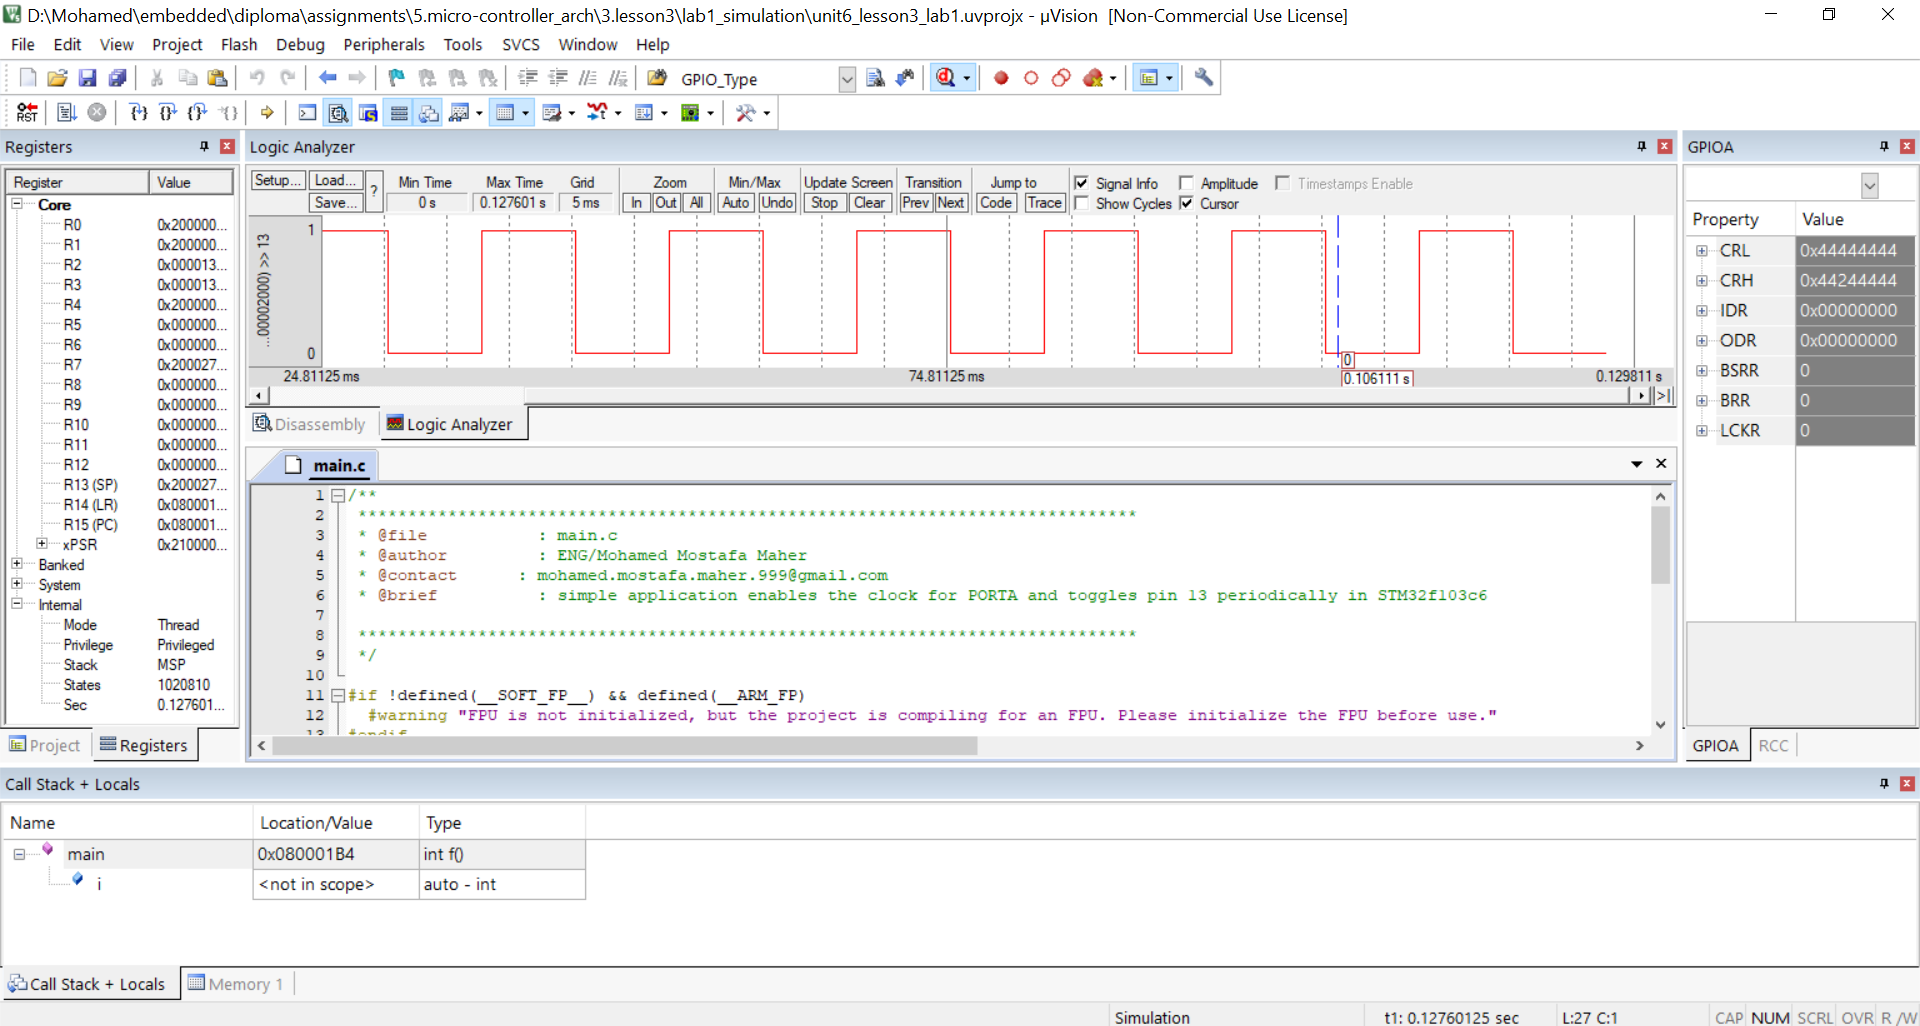 D:\Mohamed\embedded\diploma\assignments\5.micro-controller_arch\3.lesson3\lab1_simulation\unit6_lesson3_lab1.uvprojx - µVision [Non-Commercial Use License]
File Edit View Project Flash Debug Peripherals Tools SVCS Window Help
GPIO_Type
RST
Registers
Register Value
Core
R0 0x200000...
R1 0x200000...
R2 0x000013...
R3 0x000013...
R4 0x200000...
R5 0x000000...
R6 0x000000...
R7 0x200027...
R8 0x000000...
R9 0x000000...
R10 0x000000...
R11 0x000000...
R12 0x000000...
R13 (SP) 0x200027...
R14 (LR) 0x080001...
R15 (PC) 0x080001...
xPSR 0x210000...
Banked
System
Internal
Mode Thread
Privilege Privileged
Stack MSP
States 1020810
Sec 0.127601...
Project Registers
Logic Analyzer
Setup... Load... ? Min Time Max Time Grid Zoom Min/Max Update Screen Transition Jump to Signal Info Amplitude Timestamps Enable
Save... 0 s 0.127601 s 5 ms In Out All Auto Undo Stop Clear Prev Next Code Trace Show Cycles Cursor
...00002000) >> 13
1
0
0
24.81125 ms 74.81125 ms 0.106111 s 0.129811 s
Disassembly Logic Analyzer
main.c
1 /**
2 ******************************************************************************
3 * @file : main.c
4 * @author : ENG/Mohamed Mostafa Maher
5 * @contact : mohamed.mostafa.maher.999@gmail.com
6 * @brief : simple application enables the clock for PORTA and toggles pin 13 periodically in STM32f103c6
7
8 ******************************************************************************
9 */
10
11 #if !defined(__SOFT_FP__) && defined(__ARM_FP)
12 #warning "FPU is not initialized, but the project is compiling for an FPU. Please initialize the FPU before use."
13 #endif
GPIOA
Property Value
CRL 0x44444444
CRH 0x44244444
IDR 0x00000000
ODR 0x00000000
BSRR 0
BRR 0
LCKR 0
GPIOA RCC
Call Stack + Locals
Name Location/Value Type
main 0x080001B4 int f()
i <not in scope> auto - int
Call Stack + Locals Memory 1
Simulation t1: 0.12760125 sec L:27 C:1 CAP NUM SCRL OVR R /W